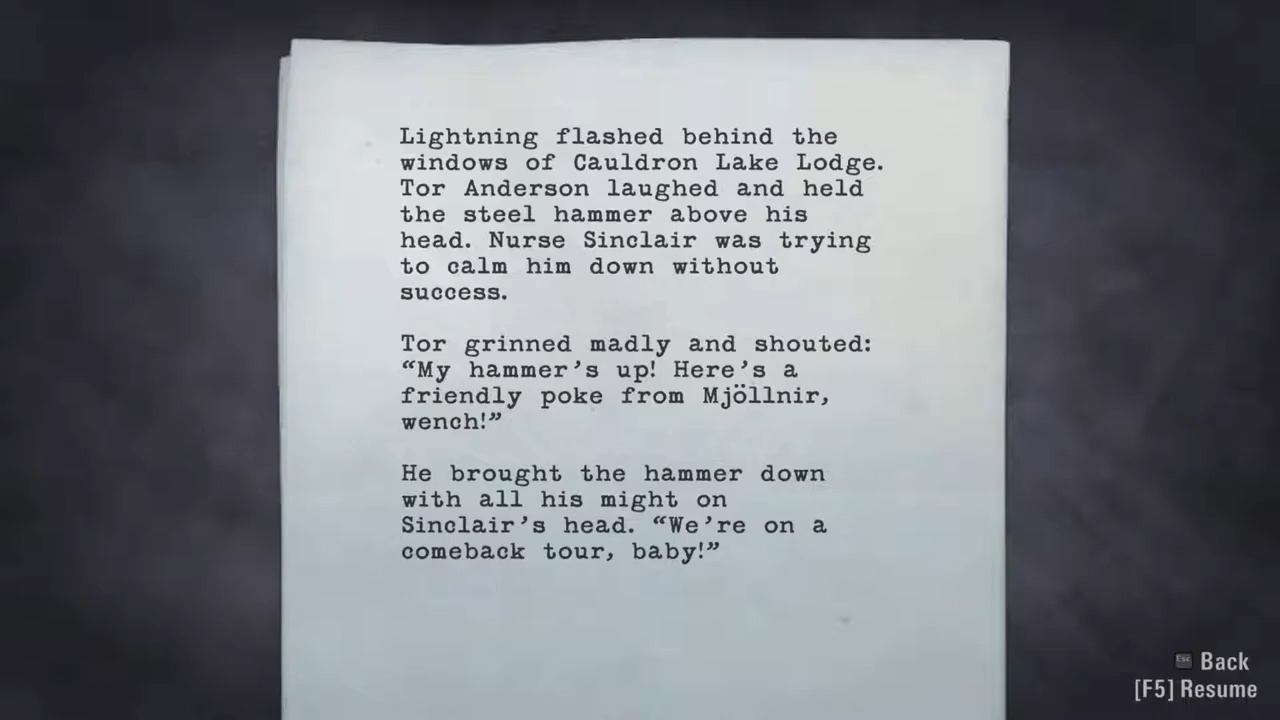 Lightning flashed behind the
windows of Cauldron Lake Lodge.
Tor Anderson laughed and held
the steel hammer above his
head. Nurse Sinclair was trying
to calm him down without
success.
Tor grinned madly and shouted:
“My hammer’s up! Here’s a
friendly poke from Mjöllnir,
wench!”
He brought the hammer down
with all his might on
Sinclair’s head. “We’re on a
comeback tour, baby!”
Esc Back
[F5] Resume